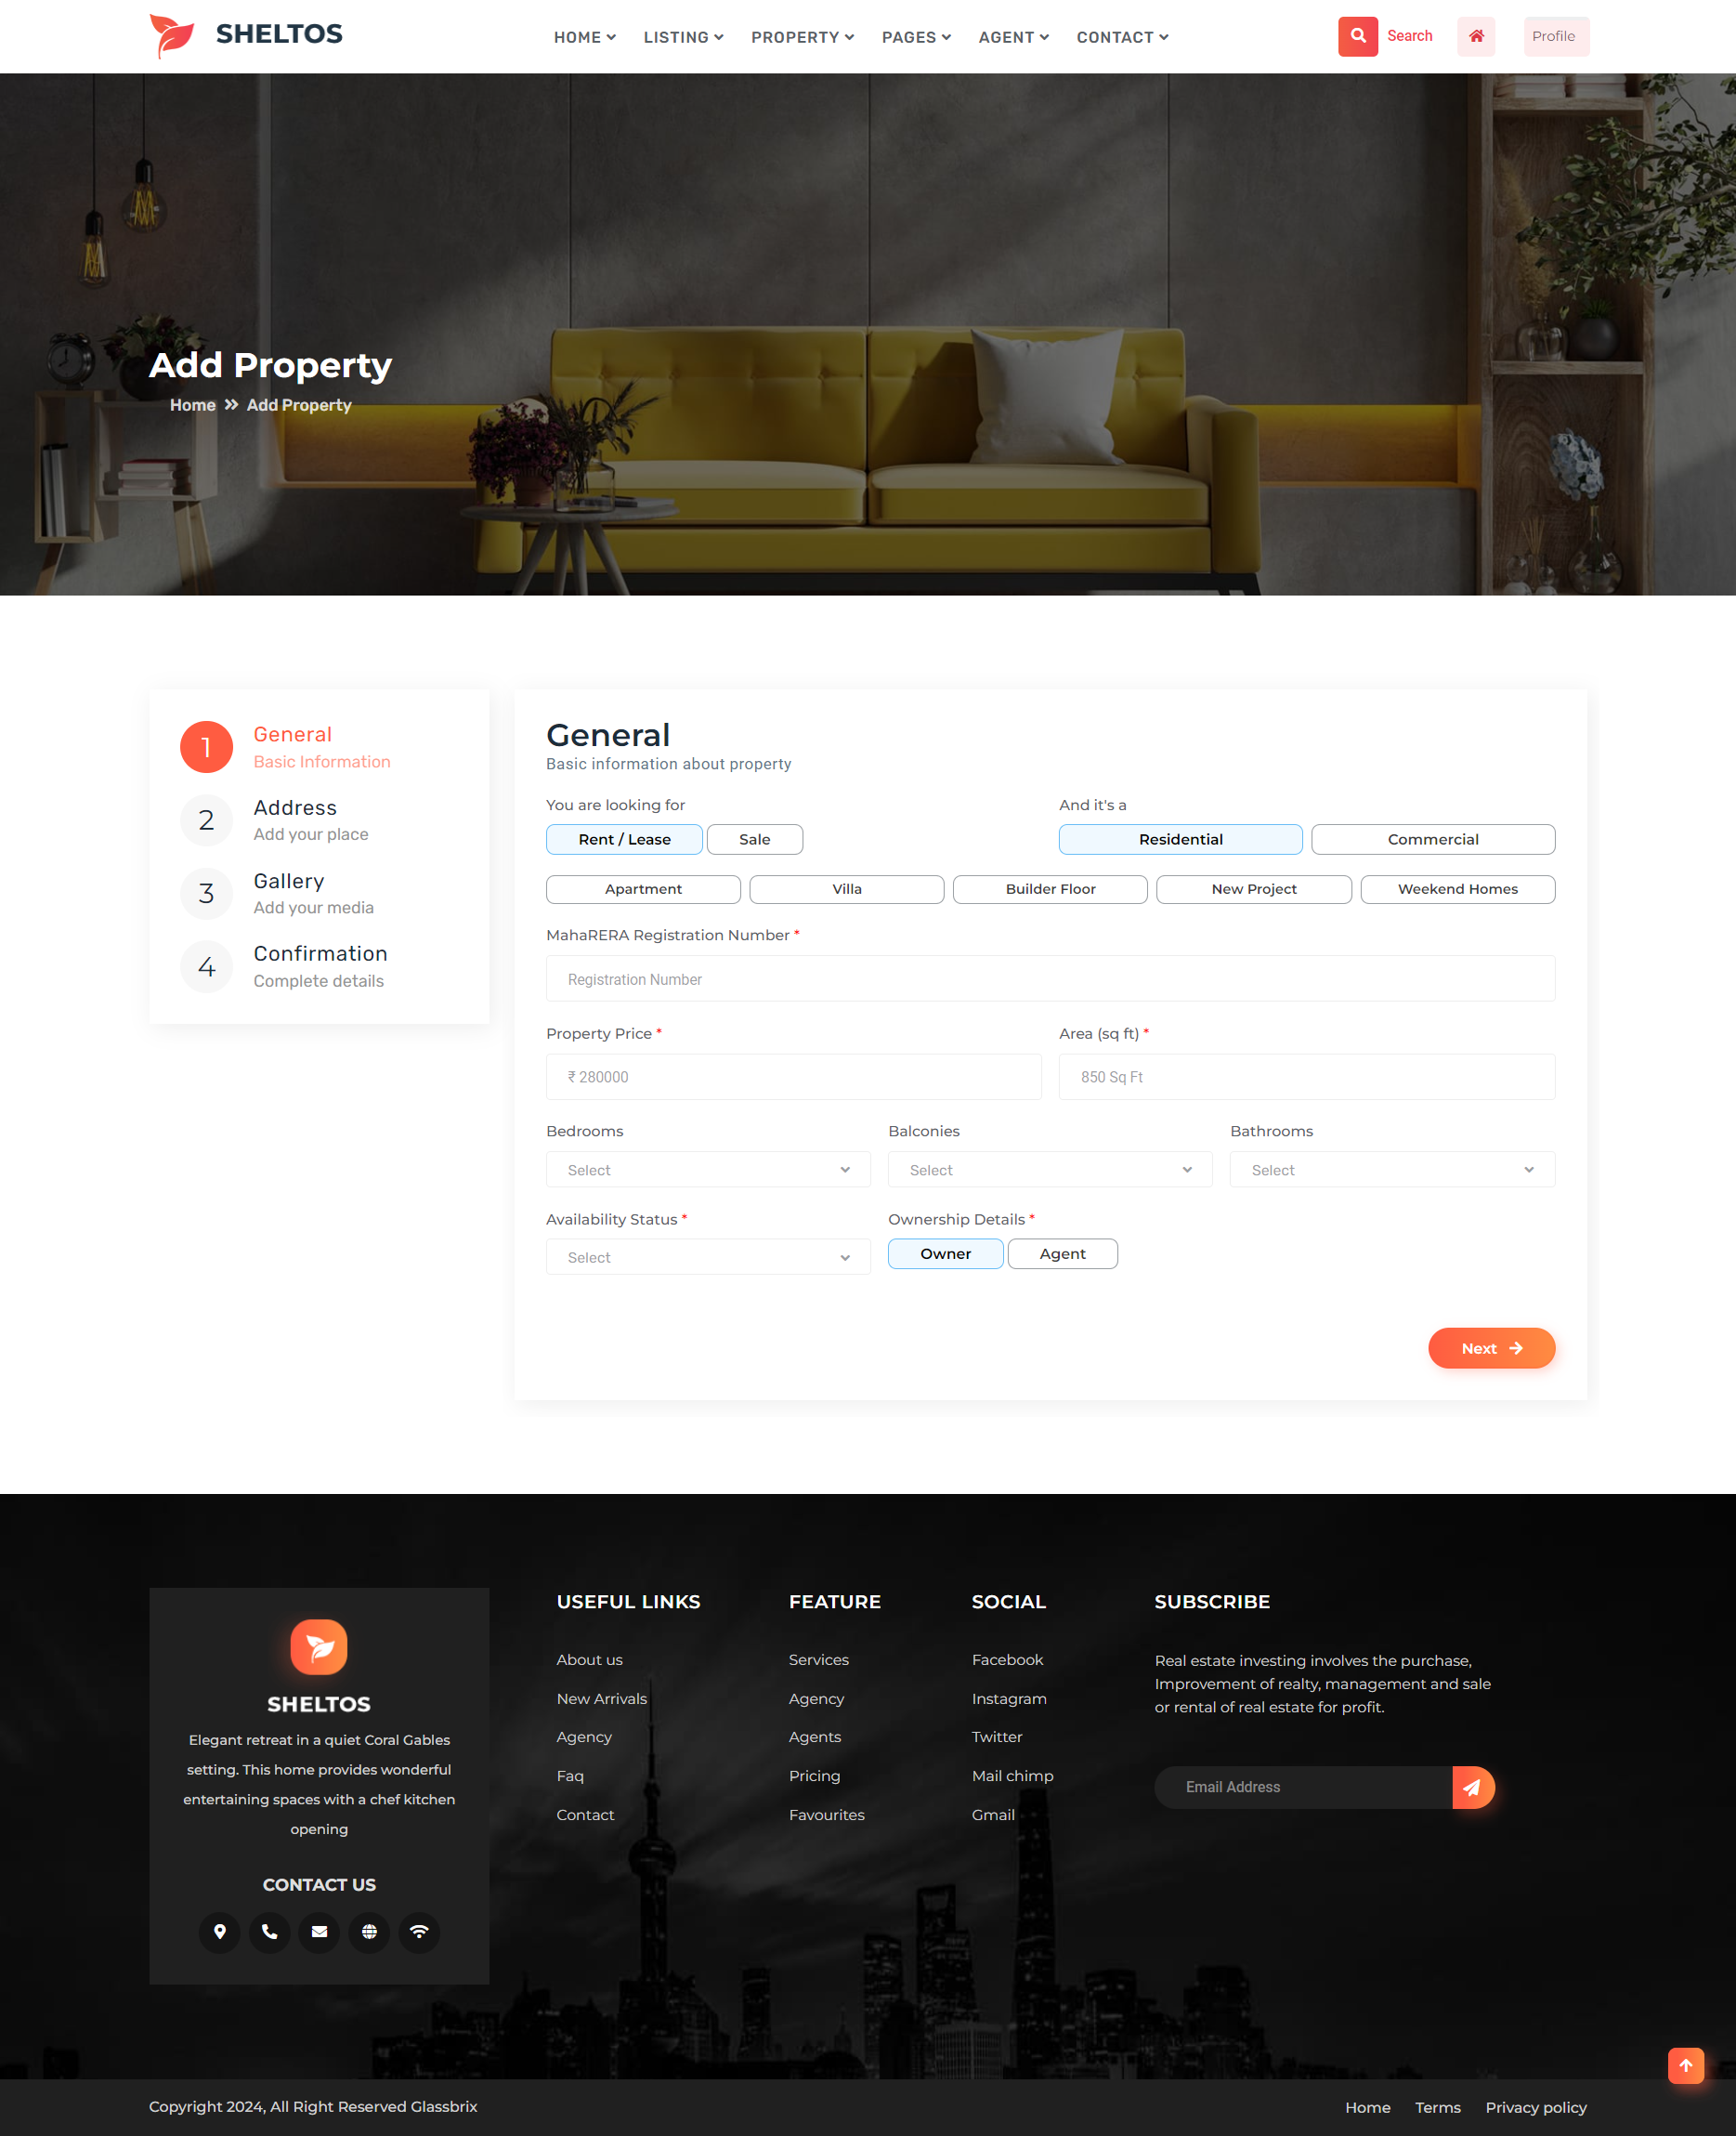 SHELTOS
HOME LISTING PROPERTY PAGES AGENT CONTACT
Search
Profile
Add Property
Home Add Property
1
General
Basic Information
2
Address
Add your place
3
Gallery
Add your media
4
Confirmation
Complete details
General
Basic information about property
You are looking for
And it's a
Rent / Lease Sale
Residential Commercial
Apartment Villa Builder Floor New Project Weekend Homes
MahaRERA Registration Number *
Registration Number
Property Price * Area (sq ft) *
₹ 280000 850 Sq Ft
Bedrooms Balconies Bathrooms
Select Select Select
Availability Status * Ownership Details *
Select Owner Agent
Next
SHELTOS
Elegant retreat in a quiet Coral Gables
setting. This home provides wonderful
entertaining spaces with a chef kitchen
opening
CONTACT US
USEFUL LINKS
About us
New Arrivals
Agency
Faq
Contact
FEATURE
Services
Agency
Agents
Pricing
Favourites
SOCIAL
Facebook
Instagram
Twitter
Mail chimp
Gmail
SUBSCRIBE
Real estate investing involves the purchase,
Improvement of realty, management and sale
or rental of real estate for profit.
Email Address
Copyright 2024, All Right Reserved Glassbrix
Home Terms Privacy policy